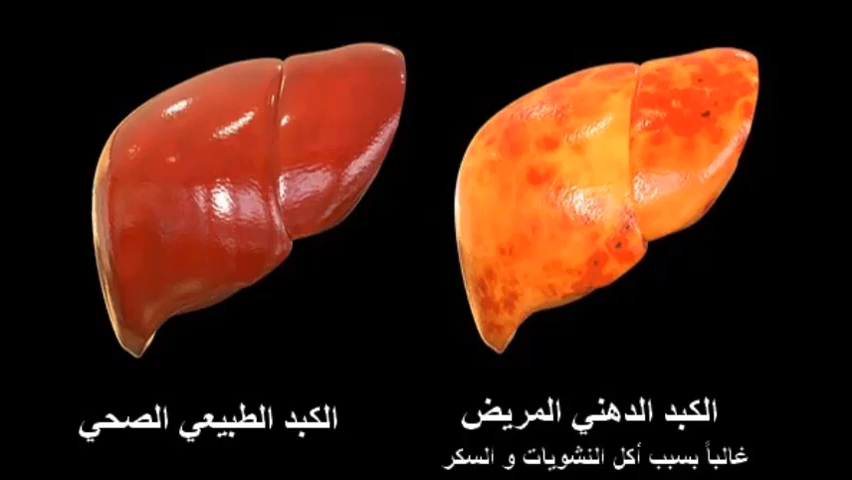 الكبد الدهني المريض
غالباً بسبب أكل النشويات و السكر
الكبد الطبيعي الصحي